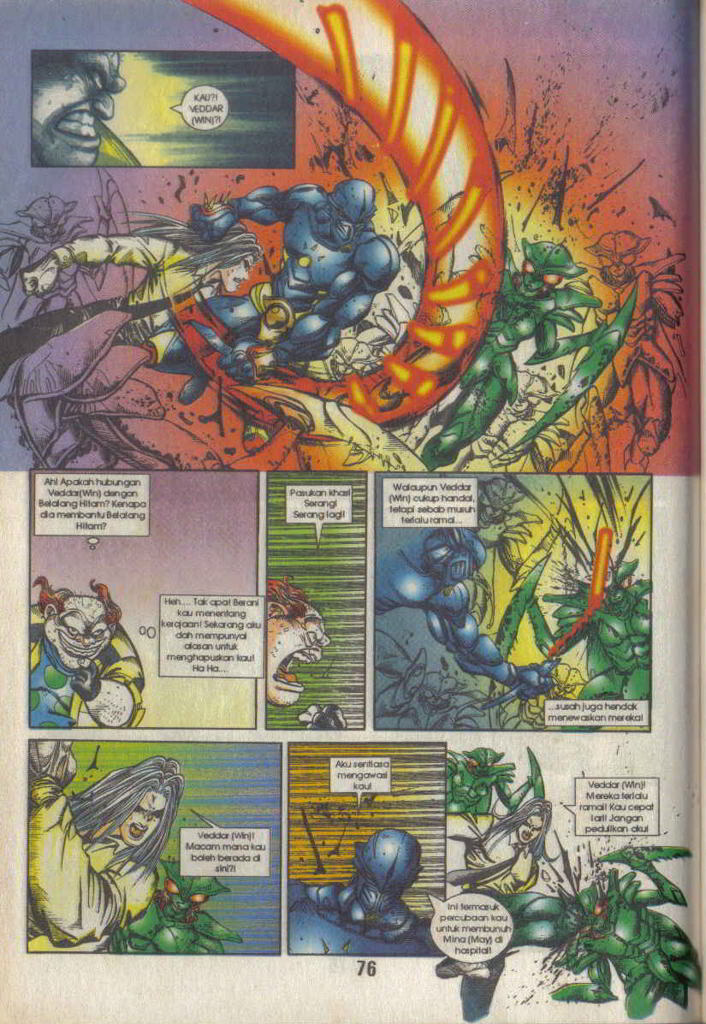 KAU?!
VEDDAR
(WIN)?!
Ah! Apakah hubungan
Veddar(Win) dengan
Belalang Hitam? Kenapa
dia membantu Belalang
Hitam?
Heh.... Tak apa! Berani
kau menentang
kerajaan! Sekarang aku
dah mempunyai
alasan untuk
menghapuskan kau!
Ha Ha....
Pasukan khas!
Serang!
Serang lagi!
Walaupun Veddar
(Win) cukup handal,
tetapi sebab musuh
terlalu ramai...
...susah juga hendak
menewaskan mereka!
Veddar (Win)!
Macam mana kau
boleh berada di
sini?!
Aku sentiasa
mengawasi
kau!
Ini termasuk
percubaan kau
untuk membunuh
Mina (May) di
hospital!
Veddar (Win)!
Mereka terlalu
ramai! Kau cepat
lari! Jangan
pedulikan aku!
76